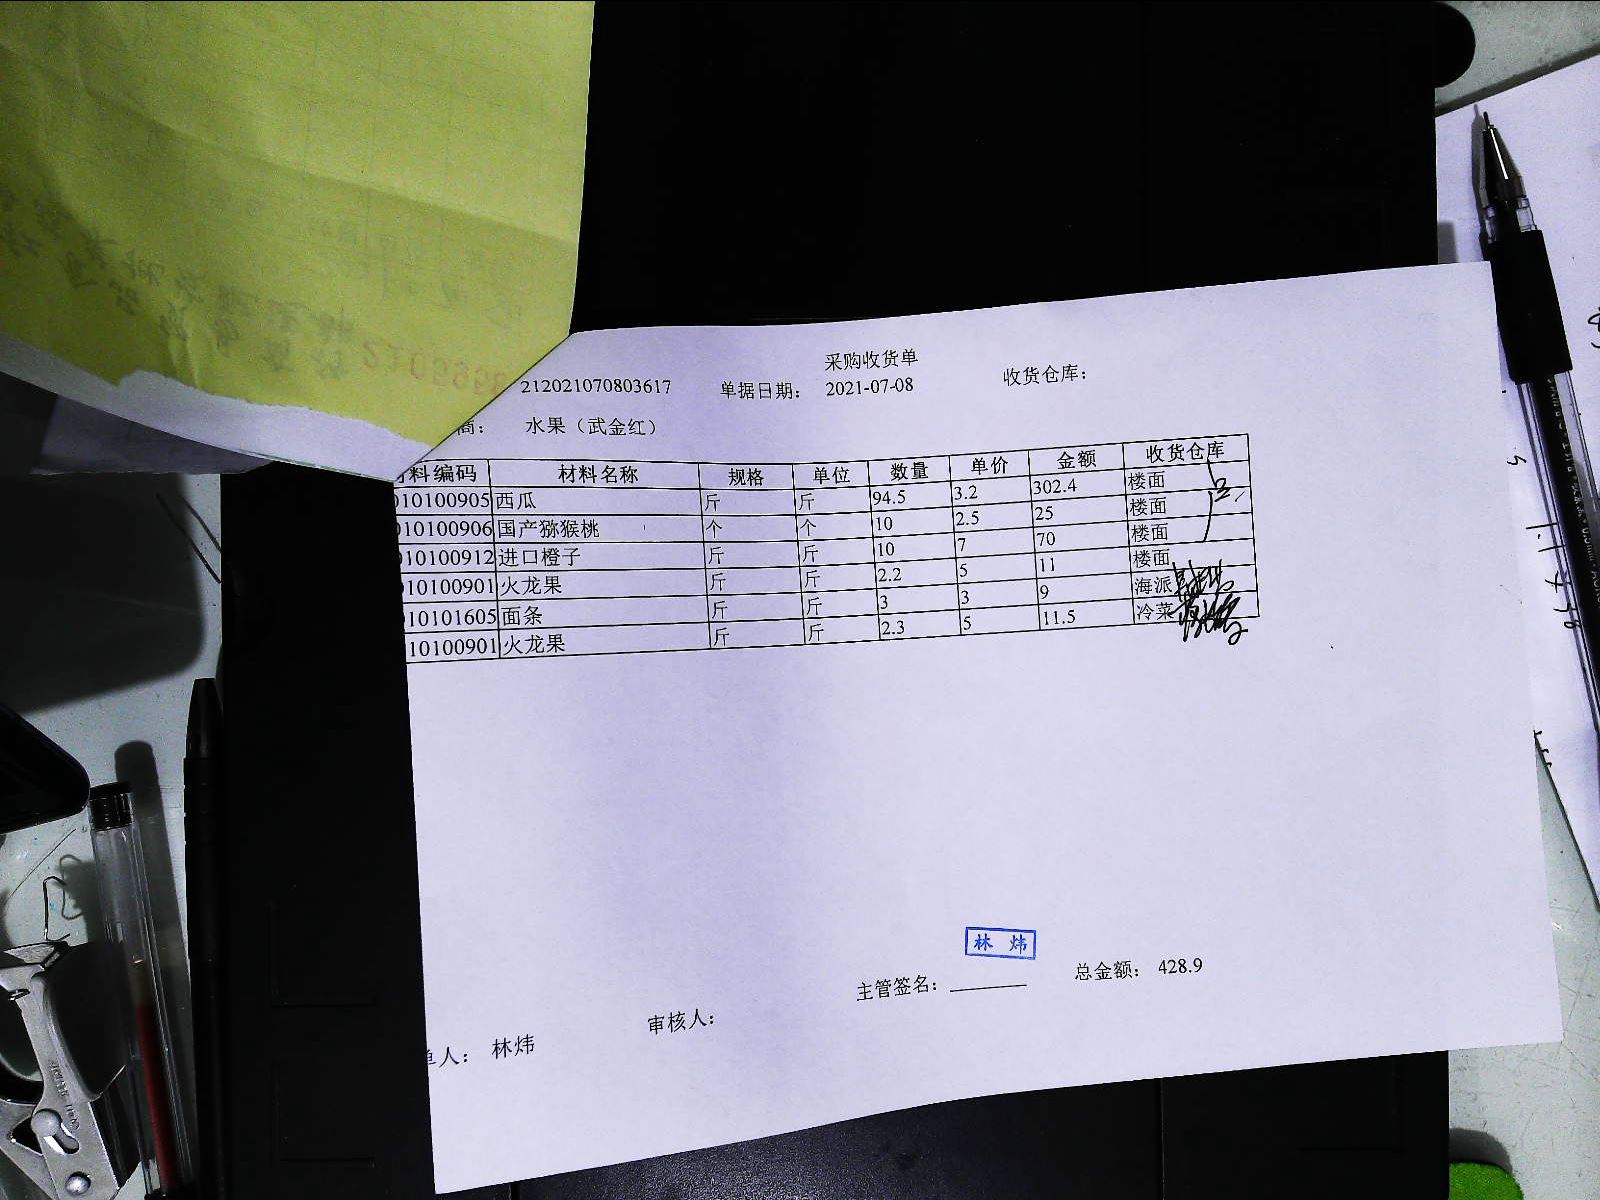 采购收货单
212021070803617 单据日期: 2021-07-08 收货仓库:
商: 水果（武金红）
料编码 材料名称 规格 单位 数量 单价 金额 收货仓库
010100905 西瓜 斤 斤 94.5 3.2 302.4 楼面
010100906 国产猕猴桃 个 个 10 2.5 25 楼面
010100912 进口橙子 斤 斤 10 7 70 楼面
010100901 火龙果 斤 斤 2.2 5 11 楼面
010101605 面条 斤 斤 3 3 9 海派
10100901 火龙果 斤 斤 2.3 5 11.5 冷菜
林 炜
主管签名: 总金额: 428.9
审核人:
单人: 林炜